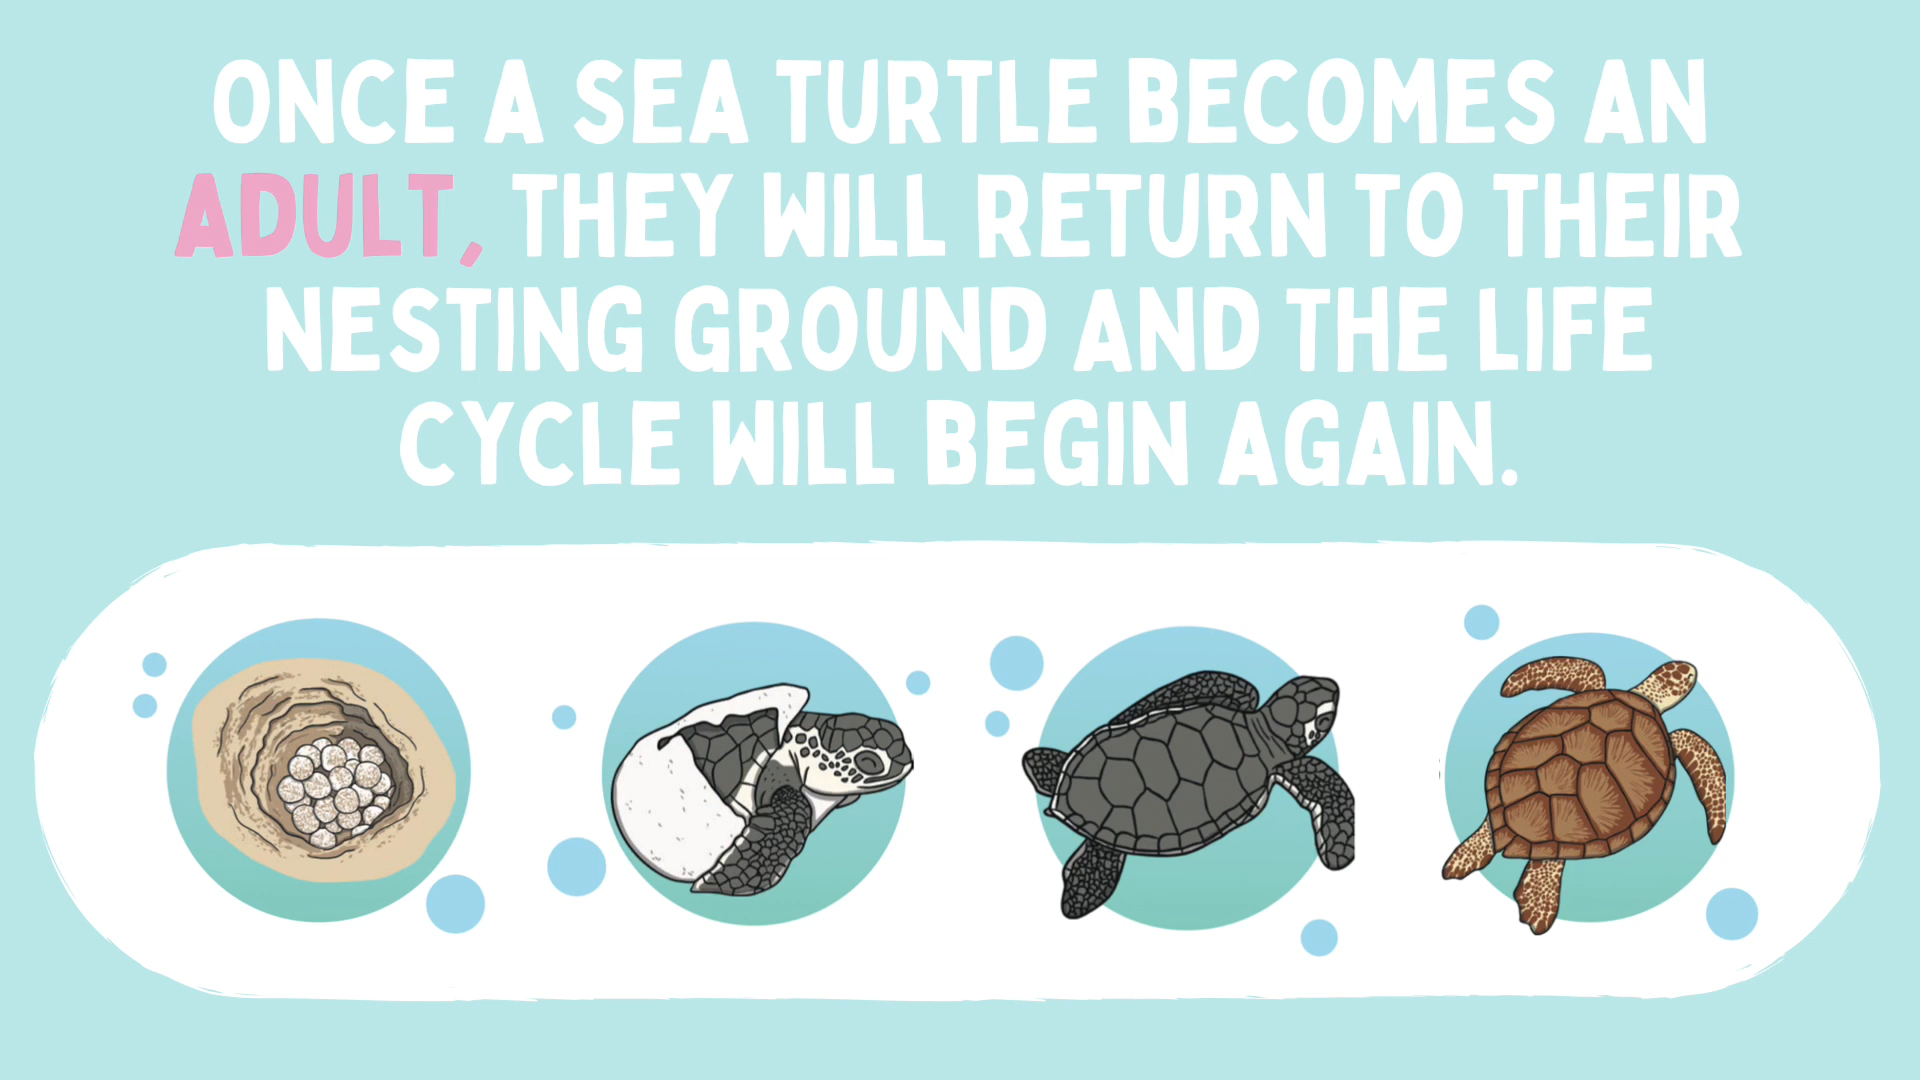 ONCE A SEA TURTLE BECOMES AN
ADULT, THEY WILL RETURN TO THEIR
NESTING GROUND AND THE LIFE
CYCLE WILL BEGIN AGAIN.